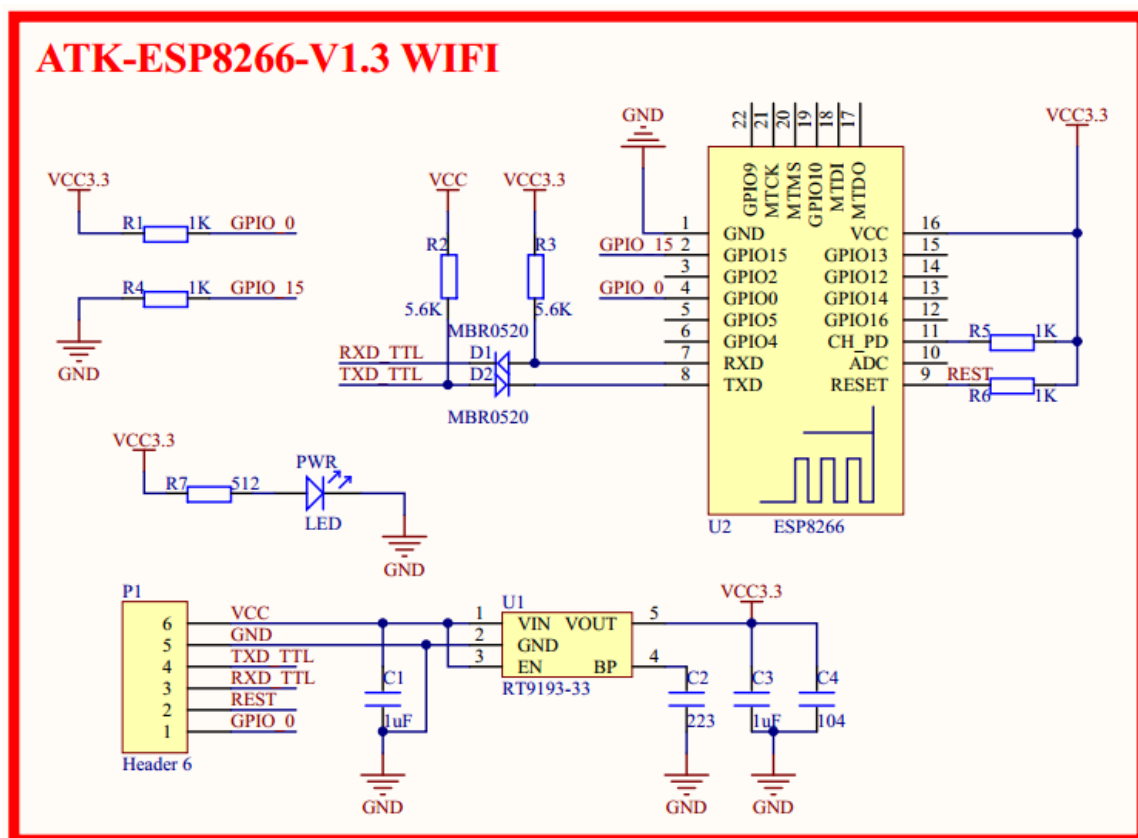 ATK-ESP8266-V1.3 WIFI
VCC3.3
R1 1K GPIO_0
R4 1K GPIO_15
GND
VCC VCC3.3
R2 R3
5.6K 5.6K
MBR0520
RXD_TTL D1
TXD_TTL D2
MBR0520
GND
VCC3.3
22 21 20 19 18 17
GPIO9 MTCK MTMS GPIO10 MTDI MTDO
1 GND VCC 16
GPIO_15 2 GPIO15 GPIO13 15
3 GPIO2 GPIO12 14
GPIO_0 4 GPIO0 GPIO14 13
5 GPIO5 GPIO16 12
6 GPIO4 CH_PD 11 R5 1K
7 RXD ADC 10
8 TXD RESET 9 REST
R6 1K
U2 ESP8266
VCC3.3
R7 512
PWR
LED
GND
P1
6 VCC
5 GND
4 TXD_TTL
3 RXD_TTL
2 REST
1 GPIO_0
Header 6
C1
1uF
GND
U1
1 VIN VOUT 5
2 GND
3 EN BP 4
RT9193-33
VCC3.3
C2 C3 C4
223 1uF 104
GND GND